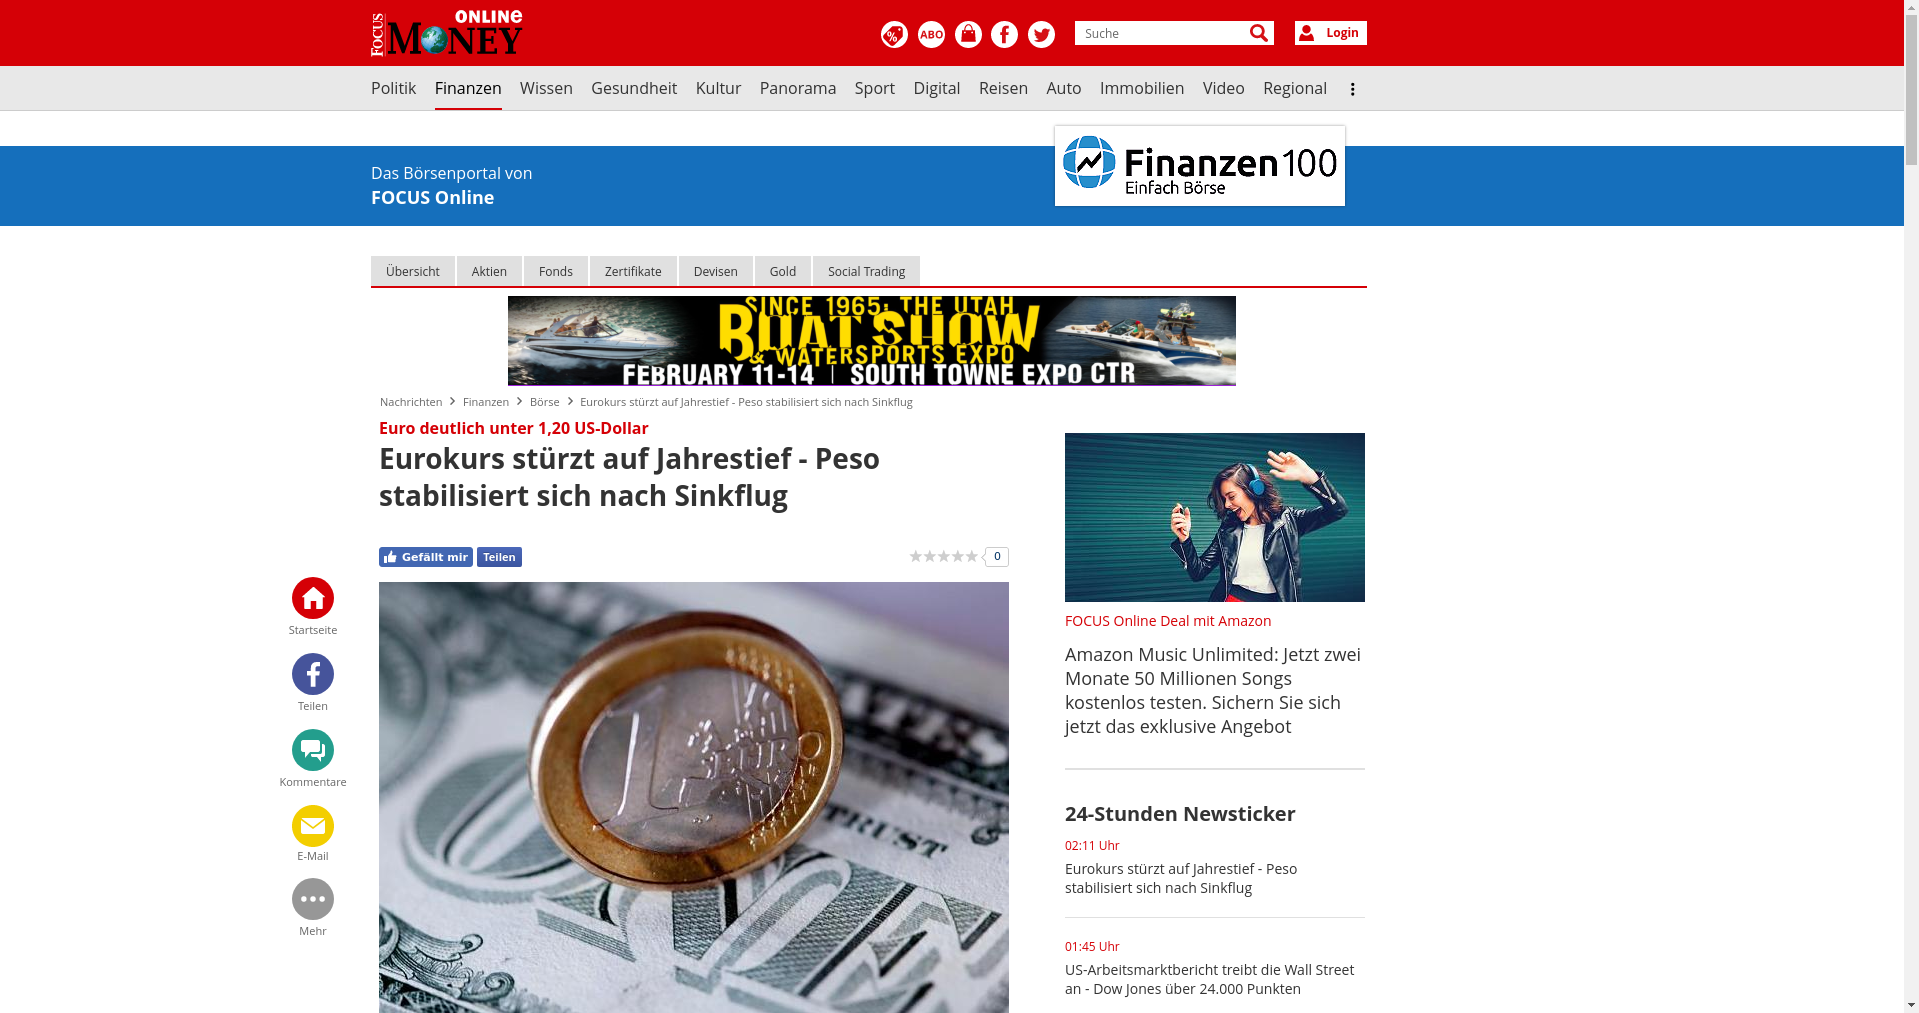 FOCUS ONLINE MONEY
% ABO
Suche
Login
Politik Finanzen Wissen Gesundheit Kultur Panorama Sport Digital Reisen Auto Immobilien Video Regional
Das Börsenportal von
FOCUS Online
Finanzen100
Einfach Börse
Übersicht Aktien Fonds Zertifikate Devisen Gold Social Trading
SINCE 1965: THE UTAH
BOAT SHOW
& WATERSPORTS EXPO
FEBRUARY 11-14 | SOUTH TOWNE EXPO CTR
Nachrichten > Finanzen > Börse > Eurokurs stürzt auf Jahrestief - Peso stabilisiert sich nach Sinkflug
Euro deutlich unter 1,20 US-Dollar
Eurokurs stürzt auf Jahrestief - Peso
stabilisiert sich nach Sinkflug
Gefällt mir Teilen
0
Startseite
Teilen
Kommentare
E-Mail
Mehr
1 EURO
TRUST
FOCUS Online Deal mit Amazon
Amazon Music Unlimited: Jetzt zwei
Monate 50 Millionen Songs
kostenlos testen. Sichern Sie sich
jetzt das exklusive Angebot
24-Stunden Newsticker
02:11 Uhr
Eurokurs stürzt auf Jahrestief - Peso
stabilisiert sich nach Sinkflug
01:45 Uhr
US-Arbeitsmarktbericht treibt die Wall Street
an - Dow Jones über 24.000 Punkten